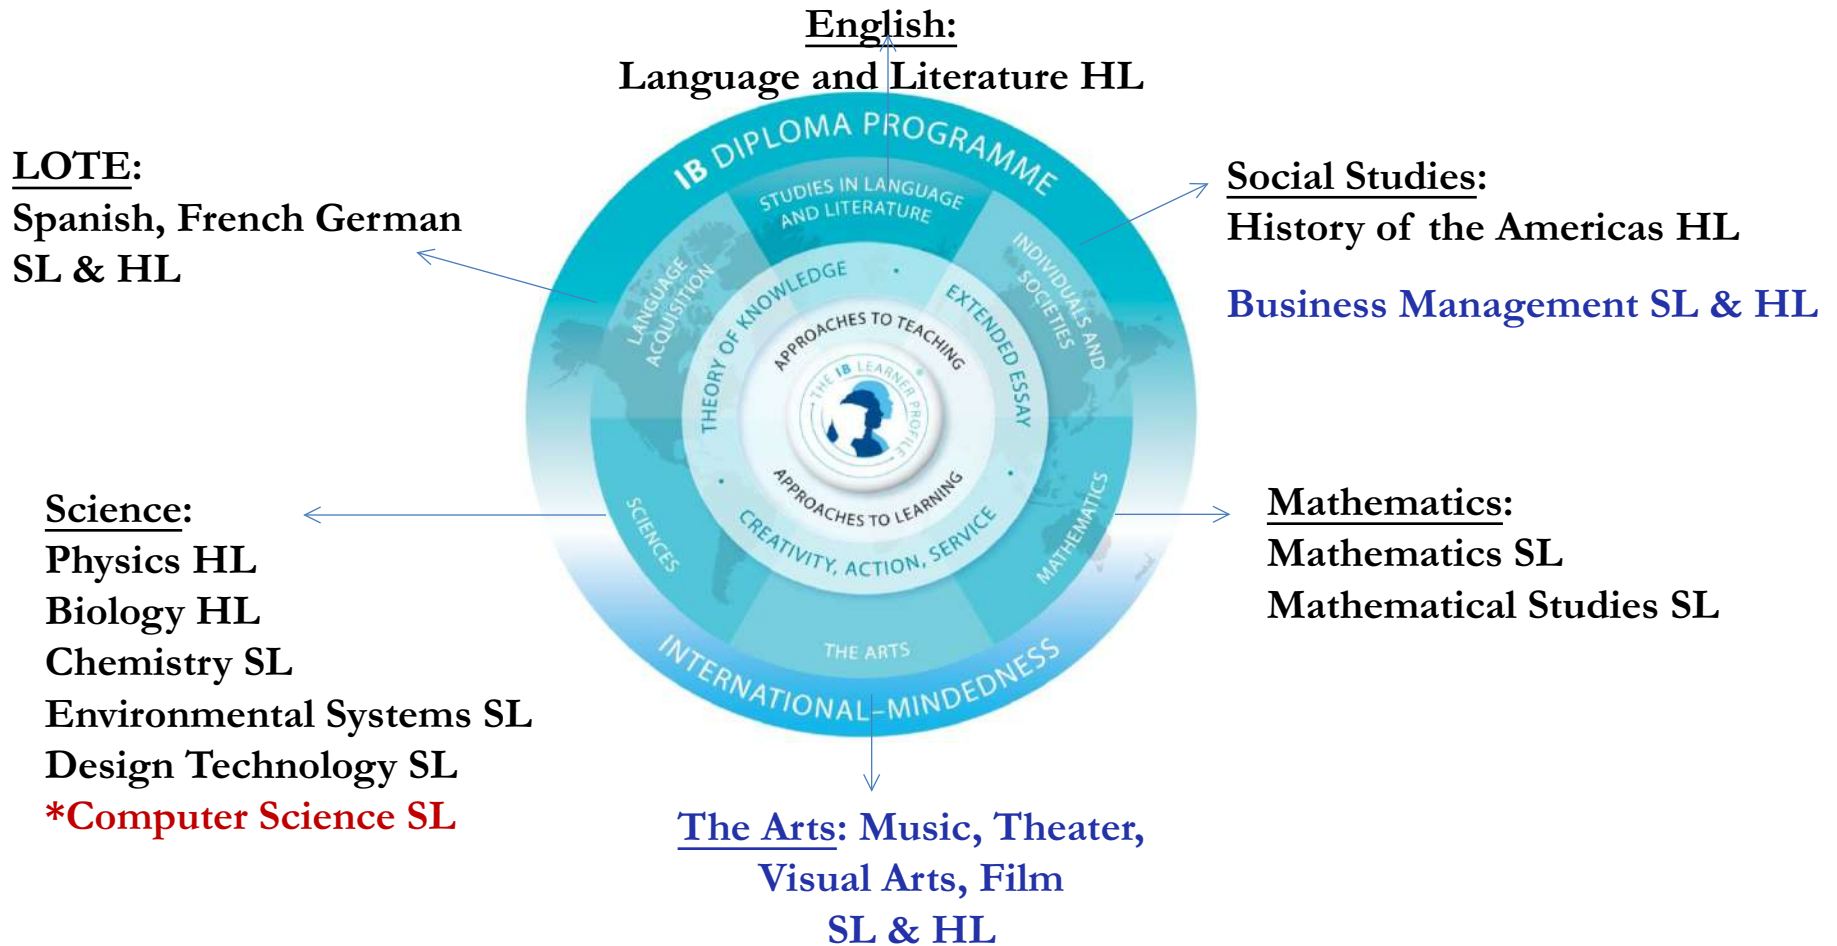 English:
Language and Literature HL
LOTE:
Spanish, French German
SL & HL
Social Studies:
History of the Americas HL
Business Management SL & HL
IB DIPLOMA PROGRAMME
STUDIES IN LANGUAGE
AND LITERATURE
LANGUAGE
ACQUISITION
INDIVIDUALS AND
SOCIETIES
THEORY OF KNOWLEDGE
EXTENDED ESSAY
APPROACHES TO TEACHING
THE IB LEARNER PROFILE
APPROACHES TO LEARNING
CREATIVITY, ACTION, SERVICE
SCIENCES
MATHEMATICS
THE ARTS
INTERNATIONAL-MINDEDNESS
Science:
Physics HL
Biology HL
Chemistry SL
Environmental Systems SL
Design Technology SL
*Computer Science SL
Mathematics:
Mathematics SL
Mathematical Studies SL
The Arts: Music, Theater,
Visual Arts, Film
SL & HL